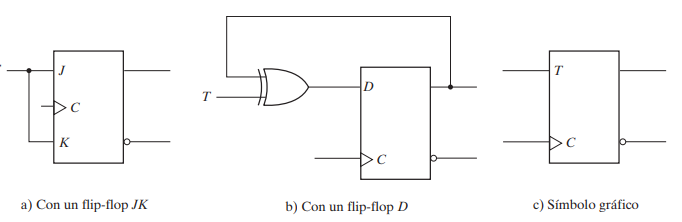 J
C
K
T
D
C
T
C
a) Con un flip-flop JK
b) Con un flip-flop D
c) Símbolo gráfico